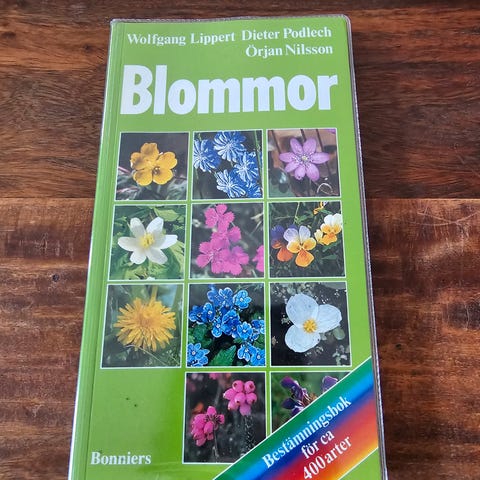 Wolfgang Lippert Dieter Podlech
Örjan Nilsson
Blommor
Bestämningsbok
för ca
400 arter
Bonniers